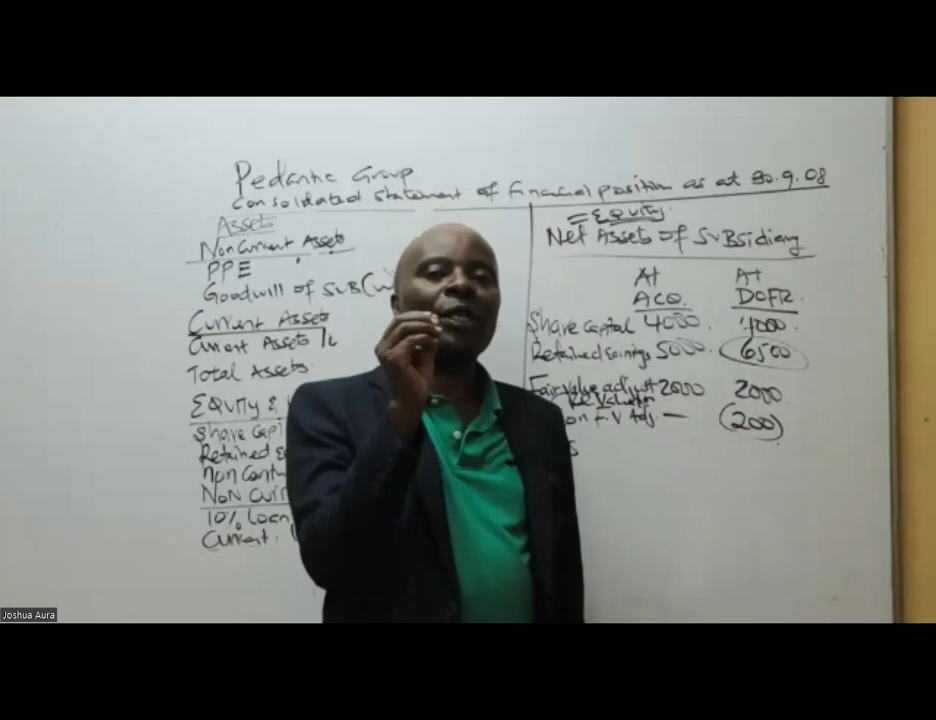 Pedantic Group
Consolidated Statement of Financial position as at 30.9.08
Assets
Non Current Assets
PPE
Goodwill of SUB(
Current Assets
Current Assets
Total Assets
EQUITY &
Share Capi
Retained E
Non Cont
NON Curr
10% Loan
Current
= EQUITY
Net Assets of SUBSidiary
At At
ACQ. DOFR.
Share Capital 4000 4000
Retained Earnings 5000 6500
Fair value adjust 2000 2000
on F.V Adj. — (200)
Joshua Aura